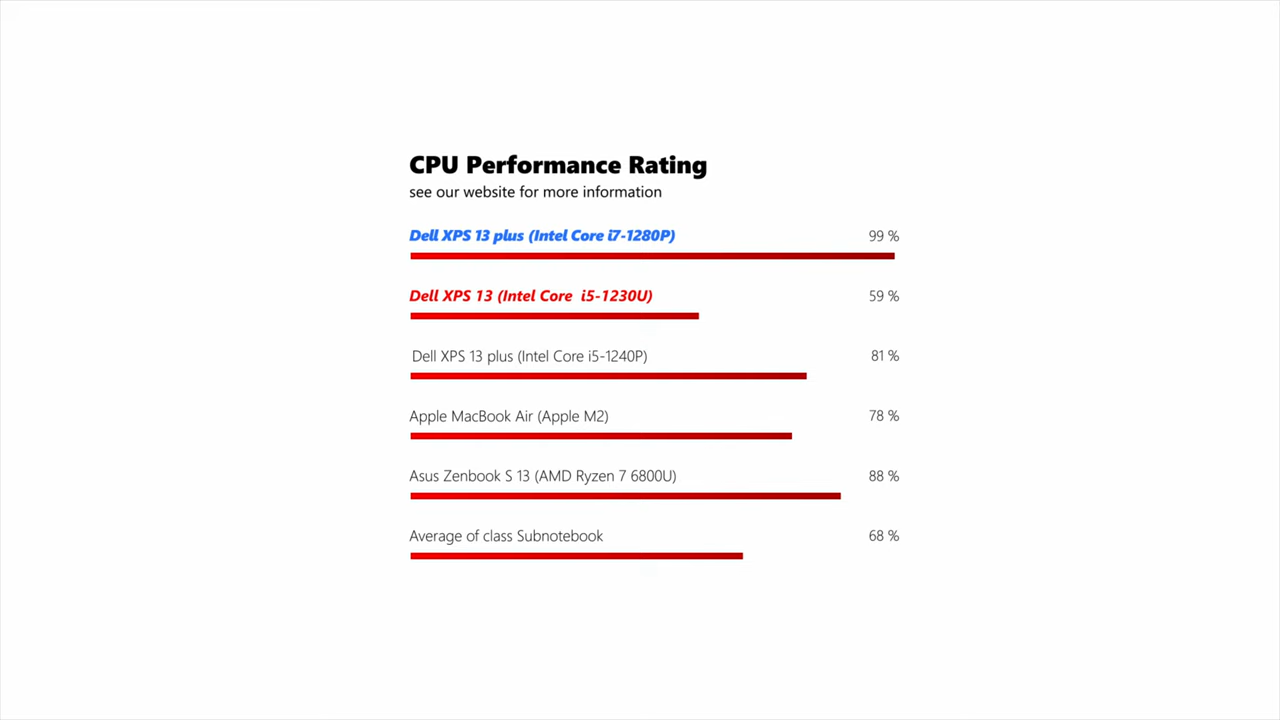 CPU Performance Rating
see our website for more information
Dell XPS 13 plus (Intel Core i7-1280P) 99 %
Dell XPS 13 (Intel Core  i5-1230U) 59 %
Dell XPS 13 plus (Intel Core i5-1240P) 81 %
Apple MacBook Air (Apple M2) 78 %
Asus Zenbook S 13 (AMD Ryzen 7 6800U) 88 %
Average of class Subnotebook 68 %